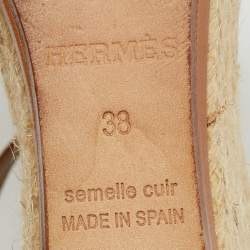 HERMÈS
38
semelle cuir
MADE IN SPAIN